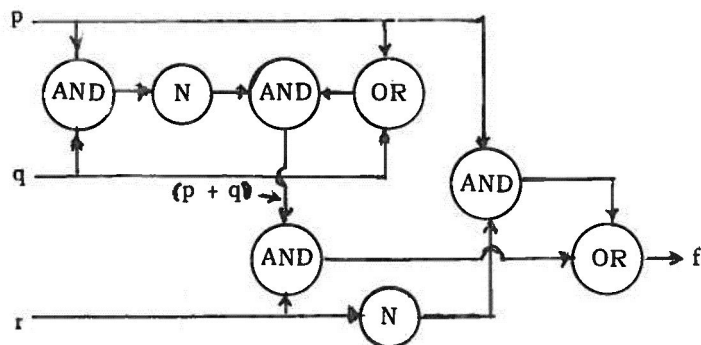 p
AND N AND OR
q
(p + q)
AND
AND
OR f
r
N